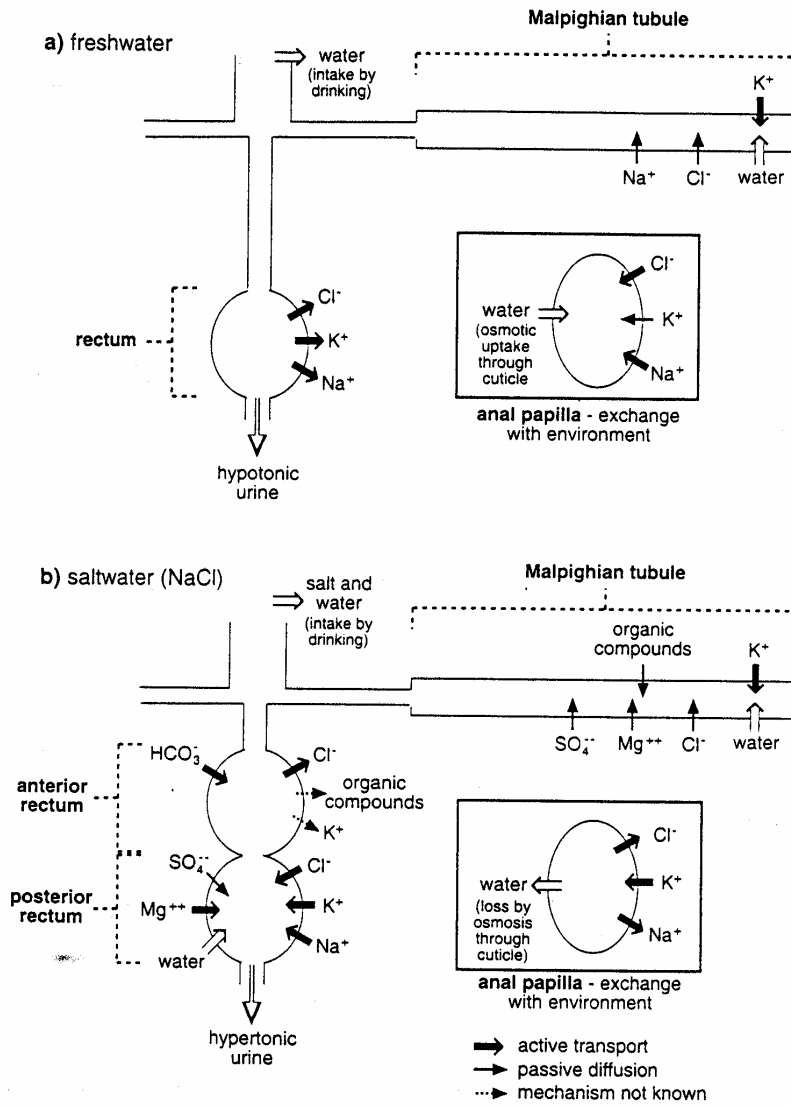 Malpighian tubule
a) freshwater
water
(intake by
drinking)
K⁺
Na⁺
Cl⁻
water
rectum
Cl⁻
K⁺
Na⁺
water
(osmotic
uptake
through
cuticle
Cl⁻
K⁺
Na⁺
anal papilla - exchange
with environment
hypotonic
urine
b) saltwater (NaCl)
salt and
water
(intake by
drinking)
Malpighian tubule
organic
compounds
K⁺
SO₄⁻⁻
Mg⁺⁺
Cl⁻
water
HCO₃⁻
Cl⁻
anterior
rectum
organic
compounds
K⁺
SO₄⁻⁻
Cl⁻
posterior
rectum
Mg⁺⁺
K⁺
water
Na⁺
water
(loss by
osmosis
through
cuticle)
Cl⁻
K⁺
Na⁺
anal papilla - exchange
with environment
hypertonic
urine
active transport
passive diffusion
mechanism not known